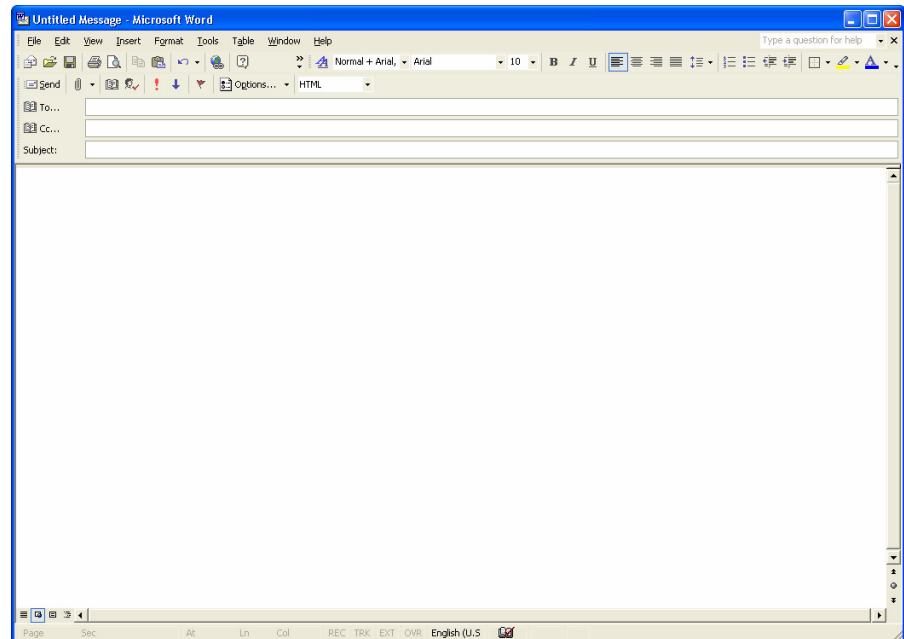 Untitled Message - Microsoft Word
File Edit View Insert Format Tools Table Window Help Type a question for help
Normal + Arial, Arial 10 B I U A
Send Options... HTML
To...
Cc...
Subject:
Page Sec At Ln Col REC TRK EXT OVR English (U.S